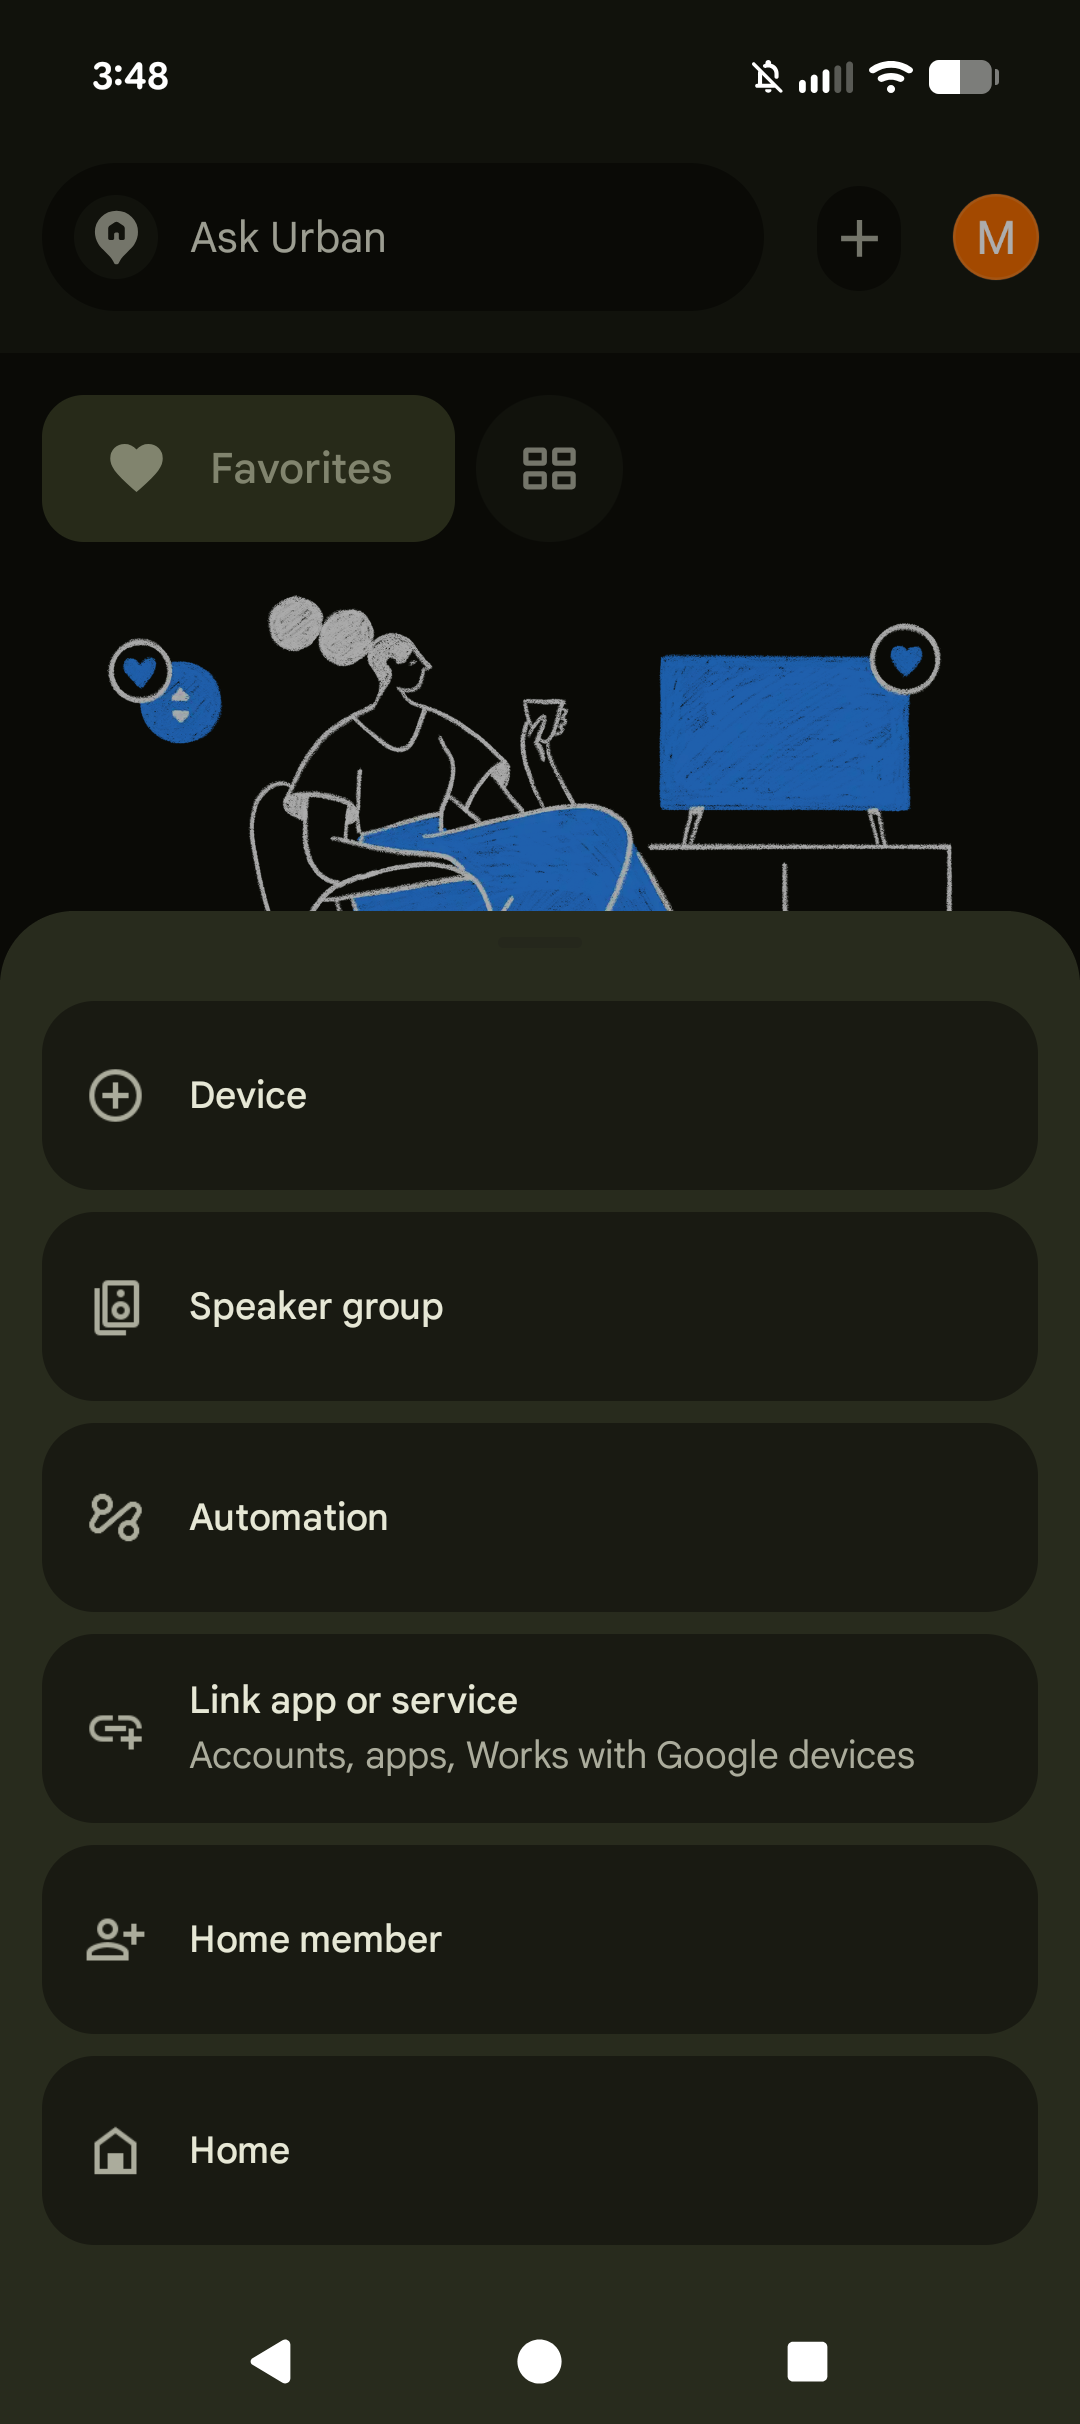 3:48
Ask Urban
M
Favorites
Device
Speaker group
Automation
Link app or service
Accounts, apps, Works with Google devices
Home member
Home